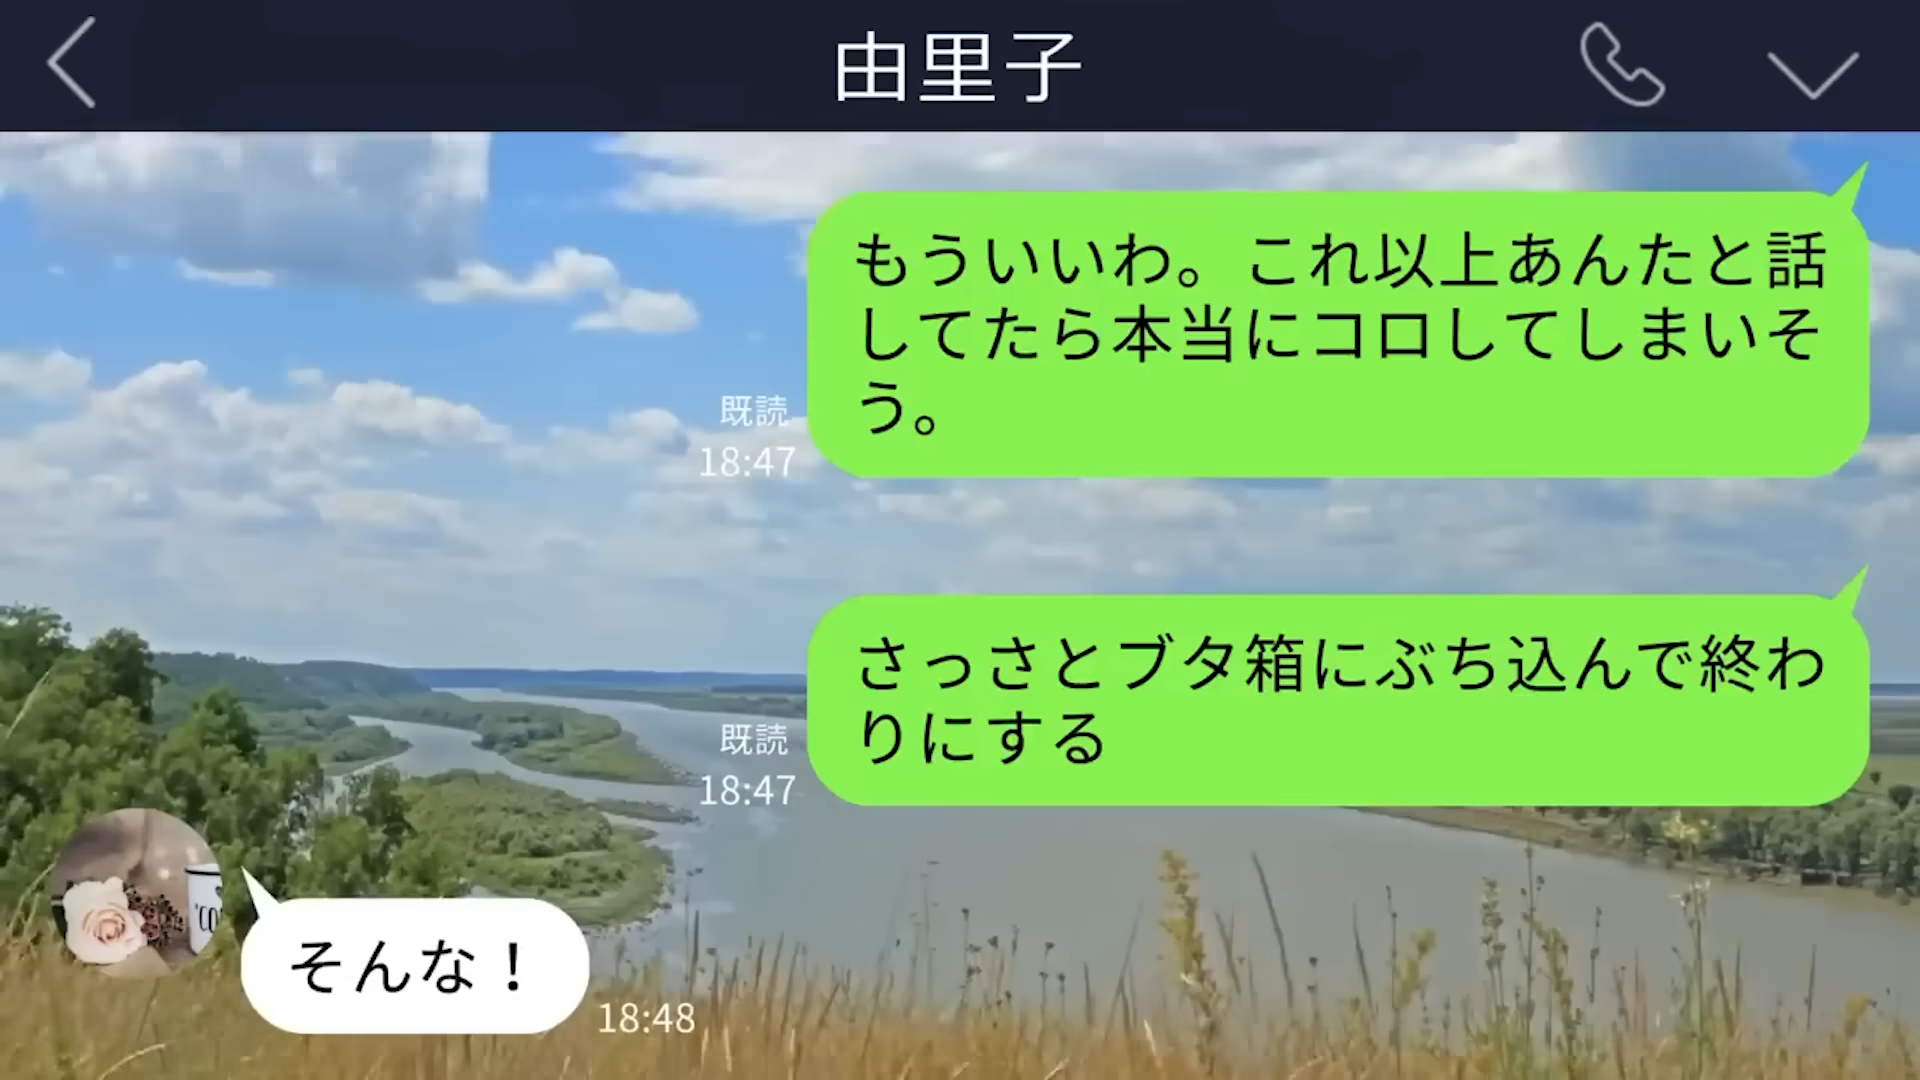 由里子
もういいわ。これ以上あんたと話
してたら本当にコロしてしまいそ
う。
既読
18:47
さっさとブタ箱にぶち込んで終わ
りにする
既読
18:47
'CO
そんな！
18:48